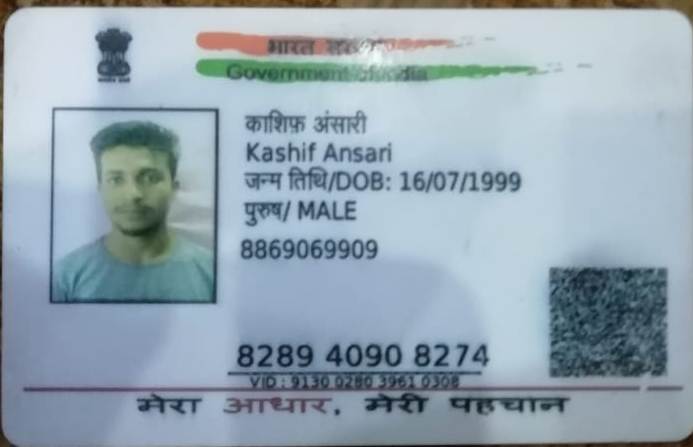 भारत सरकार
Government of India
काशिफ़ अंसारी
Kashif Ansari
जन्म तिथि/DOB: 16/07/1999
पुरुष/ MALE
8869069909
8289 4090 8274
VID : 9130 0280 3961 0308
मेरा आधार, मेरी पहचान